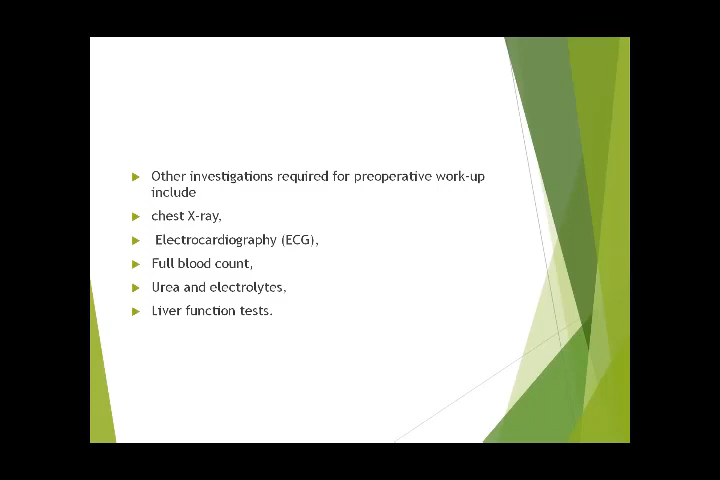 Other investigations required for preoperative work-up
include
chest X-ray,
Electrocardiography (ECG),
Full blood count,
Urea and electrolytes,
Liver function tests.